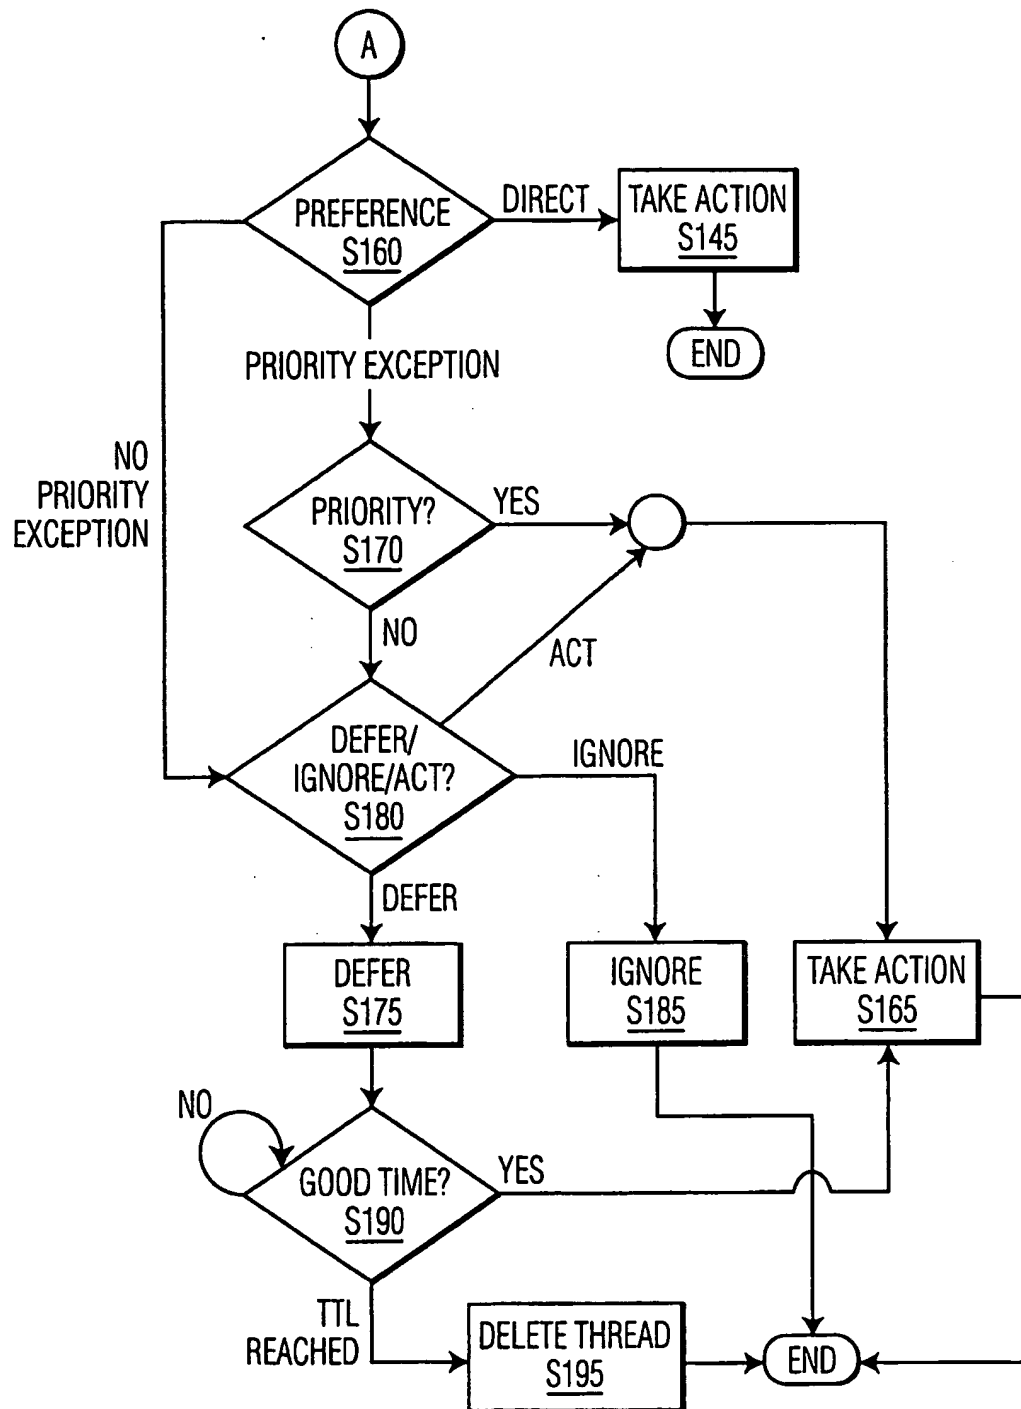 A
PREFERENCE
S160
DIRECT
TAKE ACTION
S145
END
PRIORITY EXCEPTION
NO
PRIORITY
EXCEPTION
PRIORITY?
S170
YES
NO
ACT
DEFER/
IGNORE/ACT?
S180
IGNORE
DEFER
DEFER
S175
IGNORE
S185
TAKE ACTION
S165
NO
GOOD TIME?
S190
YES
TTL
REACHED
DELETE THREAD
S195
END